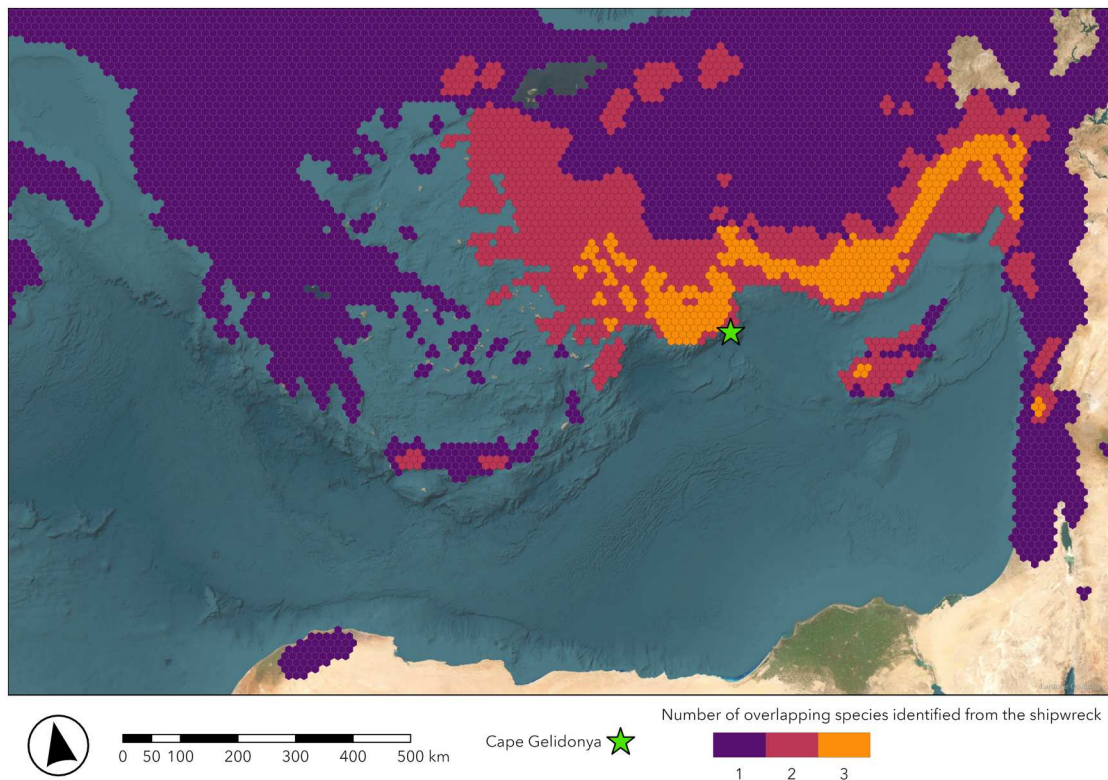 Number of overlapping species identified from the shipwreck
Cape Gelidonya
0 50 100 200 300 400 500 km
1 2 3